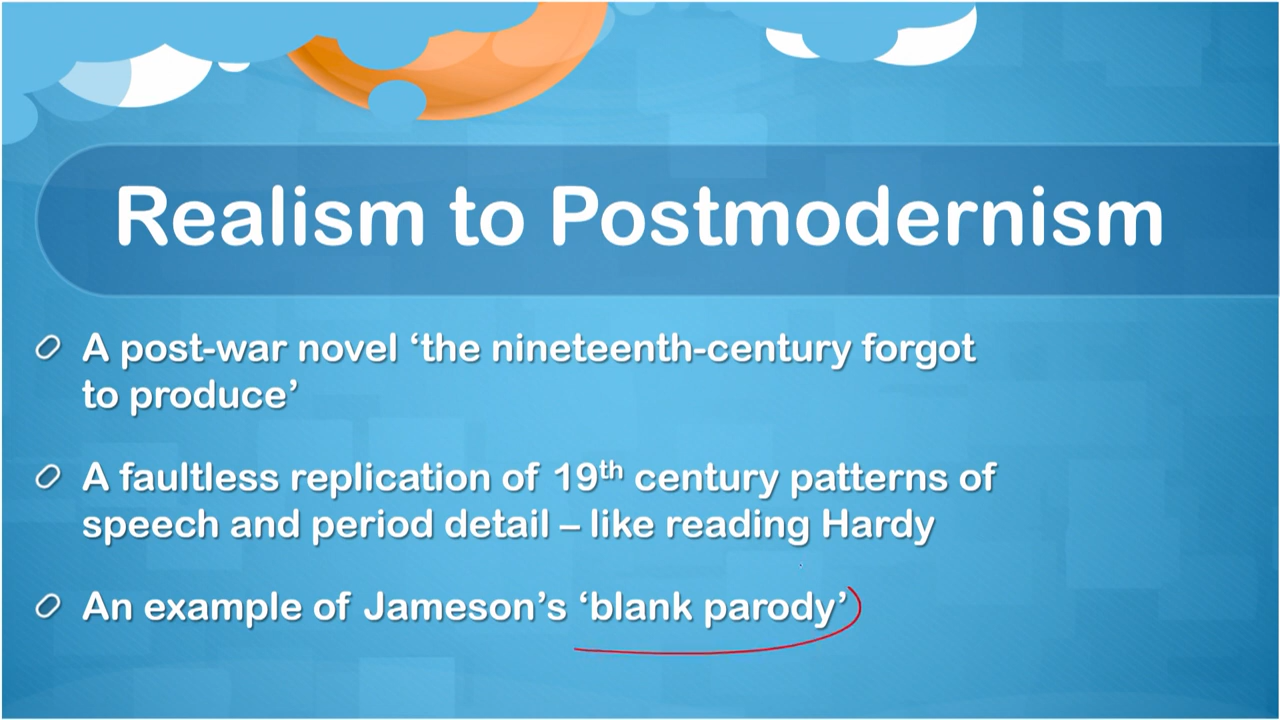 Realism to Postmodernism
A post-war novel ‘the nineteenth-century forgot
to produce’
A faultless replication of 19th century patterns of
speech and period detail – like reading Hardy
An example of Jameson’s ‘blank parody’